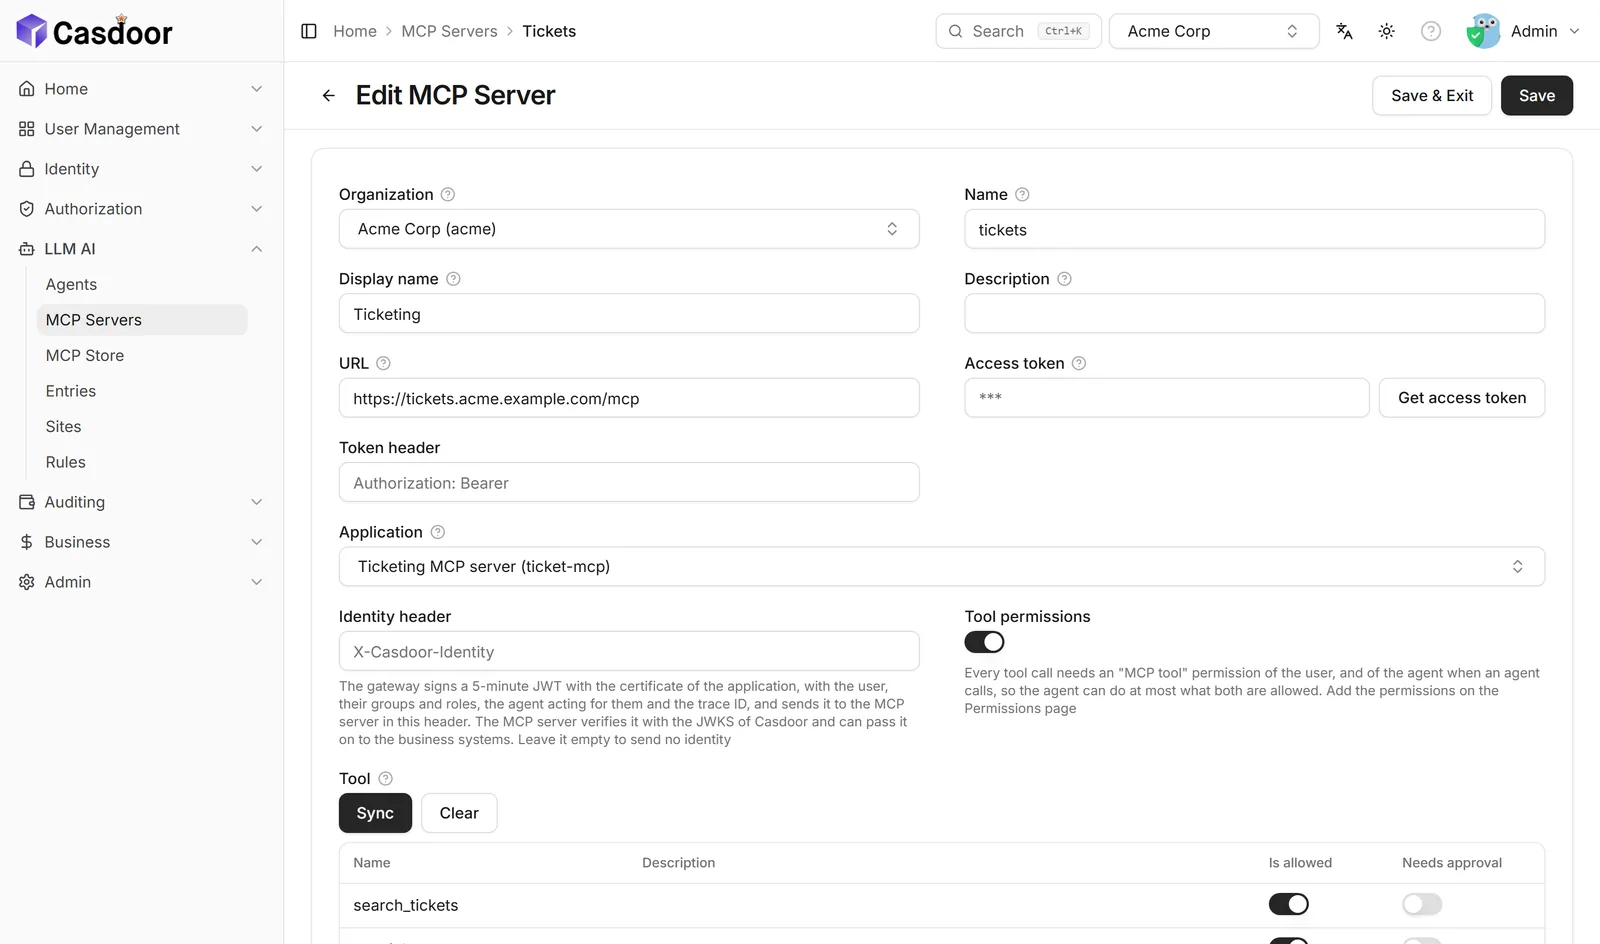 Casdoor
Home > MCP Servers > Tickets
Search Ctrl+K
Acme Corp
Admin
Home
User Management
Identity
Authorization
LLM AI
Agents
MCP Servers
MCP Store
Entries
Sites
Rules
Auditing
Business
Admin
Edit MCP Server
Save & Exit
Save
Organization
Acme Corp (acme)
Name
tickets
Display name
Ticketing
Description
URL
https://tickets.acme.example.com/mcp
Access token
***
Get access token
Token header
Authorization: Bearer
Application
Ticketing MCP server (ticket-mcp)
Identity header
X-Casdoor-Identity
The gateway signs a 5-minute JWT with the certificate of the application, with the user,
their groups and roles, the agent acting for them and the trace ID, and sends it to the MCP
server in this header. The MCP server verifies it with the JWKS of Casdoor and can pass it
on to the business systems. Leave it empty to send no identity
Tool permissions
Every tool call needs an "MCP tool" permission of the user, and of the agent when an agent
calls, so the agent can do at most what both are allowed. Add the permissions on the
Permissions page
Tool
Sync
Clear
Name Description Is allowed Needs approval
search_tickets